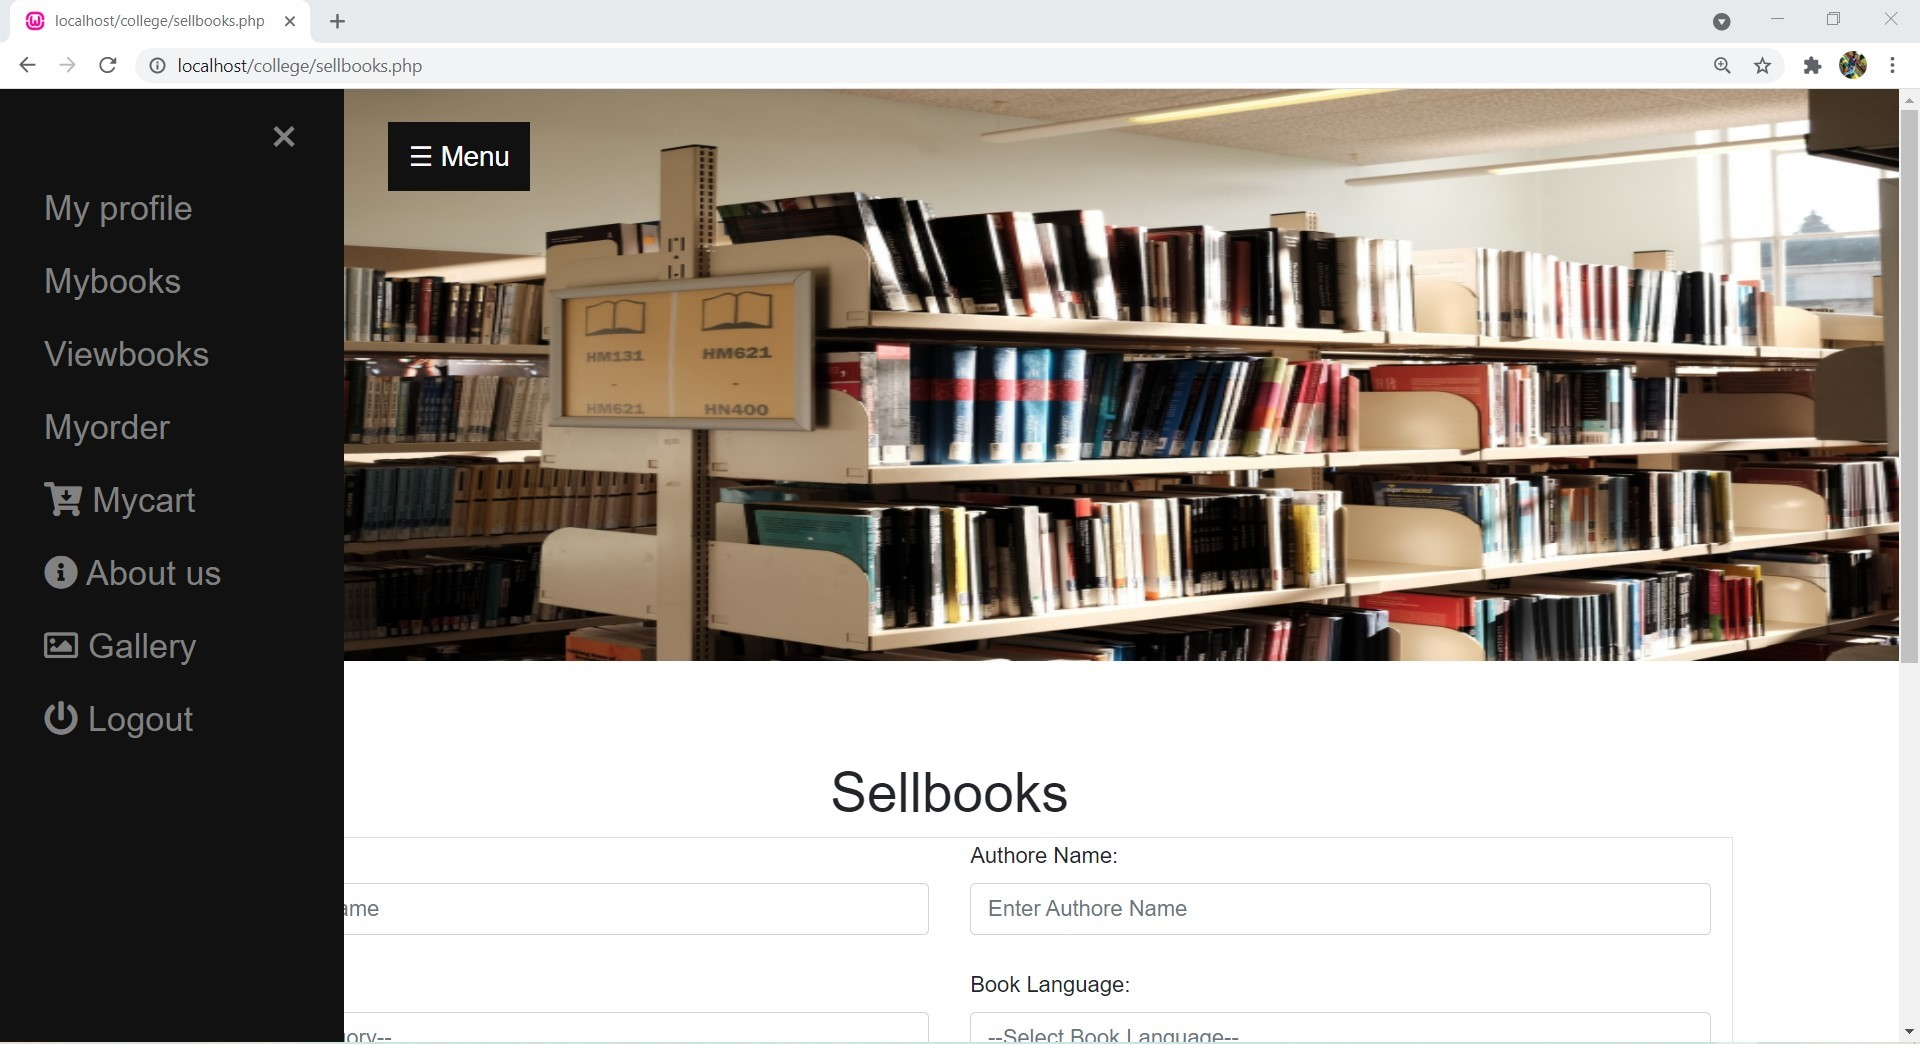 localhost/college/sellbooks.php
localhost/college/sellbooks.php
☰ Menu
My profile
Mybooks
Viewbooks
Myorder
Mycart
About us
Gallery
Logout
HM131 HM621
- -
HM621 HN400
Sellbooks
Authore Name:
ame
Enter Authore Name
Book Language:
ory--
--Select Book Language--